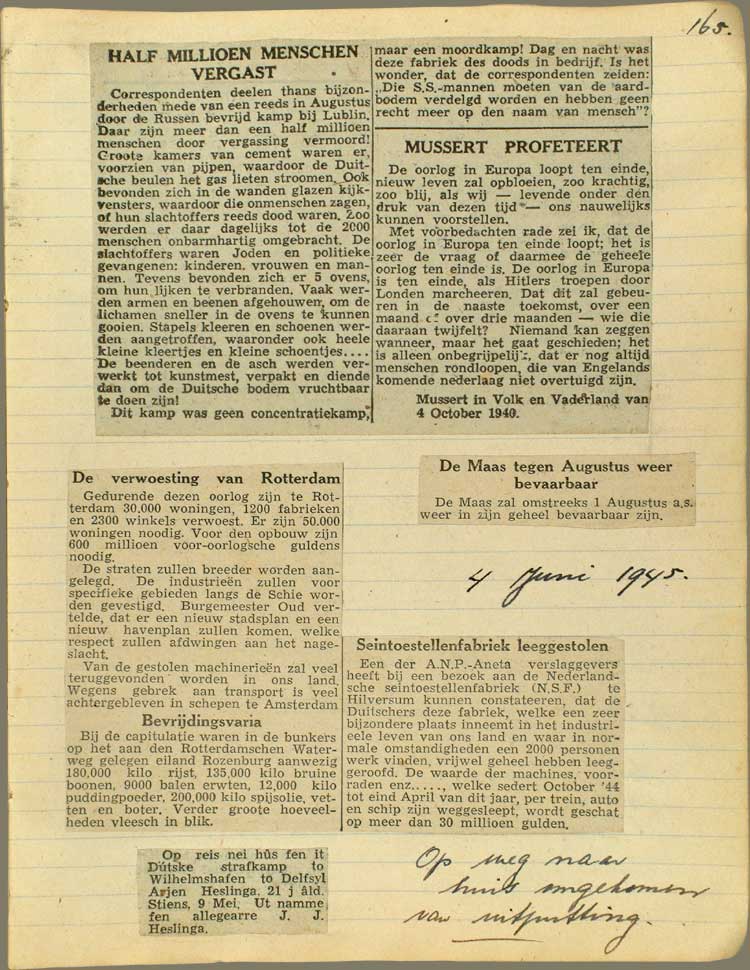 165.
HALF MILLIOEN MENSCHEN
VERGAST
Correspondenten deelen thans bijzon-
derheden mede van een reeds in Augustus
door de Russen bevrijd kamp bij Lublin.
Daar zijn meer dan een half millioen
menschen door vergassing vermoord!
Groote kamers van cement waren er,
voorzien van pijpen, waardoor de Duit-
sche beulen het gas lieten stroomen. Ook
bevonden zich in de wanden glazen kijk-
vensters, waardoor die onmenschen zagen,
of hun slachtoffers reeds dood waren. Zoo
werden er daar dagelijks tot de 2000
menschen onbarmhartig omgebracht. De
slachtoffers waren Joden en politieke
gevangenen: kinderen, vrouwen en man-
nen. Tevens bevonden zich er 5 ovens,
om hun lijken te verbranden. Vaak wer-
den armen en beenen afgehouwen, om de
lichamen sneller in de ovens te kunnen
gooien. Stapels kleeren en schoenen wer-
den aangetroffen, waaronder ook heele
kleine kleertjes en kleine schoentjes....
De beenderen en de asch werden ver-
werkt tot kunstmest, verpakt en diende
dan om de Duitsche bodem vruchtbaar
te doen zijn!
Dit kamp was geen concentratiekamp,
maar een moordkamp! Dag en nacht was
deze fabriek des doods in bedrijf. Is het
wonder, dat de correspondenten zeiden:
„Die S.S.-mannen moeten van de aard-
bodem verdelgd worden en hebben geen
recht meer op den naam van mensch"?
MUSSERT PROFETEERT
De oorlog in Europa loopt ten einde,
nieuw leven zal opbloeien, zoo krachtig,
zoo blij, als wij — levende onder den
druk van dezen tijd — ons nauwelijks
kunnen voorstellen.
Met voorbedachten rade zei ik, dat de
oorlog in Europa ten einde loopt; het is
zeer de vraag of daarmee de geheele
oorlog ten einde is. De oorlog in Europa
is ten einde, als Hitlers troepen door
Londen marcheeren. Dat dit zal gebeu-
ren in de naaste toekomst, over een
maand of over drie maanden — wie die
daaraan twijfelt? Niemand kan zeggen
wanneer, maar het gaat geschieden; het
is alleen onbegrijpelijk, dat er nog altijd
menschen rondloopen, die van Engelands
komende nederlaag niet overtuigd zijn.
Mussert in Volk en Vaderland van
4 October 1940.
De verwoesting van Rotterdam
Gedurende dezen oorlog zijn te Rot-
terdam 30.000 woningen, 1200 fabrieken
en 2300 winkels verwoest. Er zijn 50.000
woningen noodig. Voor den opbouw zijn
600 millioen voor-oorlogsche guldens
noodig.
De straten zullen breeder worden aan-
gelegd. De industrieën zullen voor
specifieke gebieden langs de Schie wor-
den gevestigd. Burgemeester Oud ver-
telde, dat er een nieuw stadsplan en een
nieuw havenplan zullen komen, welke
respect zullen afdwingen aan het nage-
slacht.
Van de gestolen machinerieën zal veel
teruggevonden worden in ons land.
Wegens gebrek aan transport is veel
achtergebleven in schepen te Amsterdam
Bevrijdingsvaria
Bij de capitulatie waren in de bunkers
op het aan den Rotterdamschen Water-
weg gelegen eiland Rozenburg aanwezig
180,000 kilo rijst, 135,000 kilo bruine
boonen, 9000 balen erwten, 12,000 kilo
puddingpoeder, 200,000 kilo spijsolie, vet-
ten en boter. Verder groote hoeveel-
heden vleesch in blik.
De Maas tegen Augustus weer
bevaarbaar
De Maas zal omstreeks 1 Augustus a.s.
weer in zijn geheel bevaarbaar zijn.
4 Juni 1945.
Seintoestellenfabriek leeggestolen
Een der A.N.P.-Aneta verslaggevers
heeft bij een bezoek aan de Nederland-
sche seintoestellenfabriek (N.S.F.) te
Hilversum kunnen constateeren, dat de
Duitschers deze fabriek, welke een zeer
bijzondere plaats inneemt in het industri-
eele leven van ons land en waar in nor-
male omstandigheden een 2000 personen
werk vinden, vrijwel geheel hebben leeg-
geroofd. De waarde der machines, voor-
raden enz....., welke sedert October '44
tot eind April van dit jaar, per trein, auto
en schip zijn weggesleept, wordt geschat
op meer dan 30 millioen gulden.
Op reis nei hûs fen it
Dútske strafkamp to
Wilhelmshafen to Delfsyl
Arjen Heslinga. 21 j âld.
Stiens, 9 Mei. Ut namme
fen allegearre J. J.
Heslinga.
Op weg naar
huis omgekomen
van uitputting.